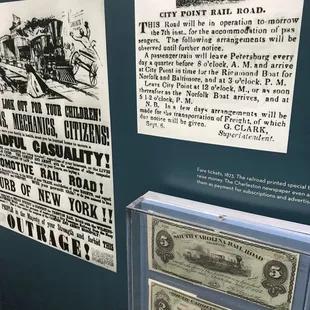 LOOK OUT FOR YOUR CHILDREN!
MECHANICS, CITIZENS!
DFUL CASUALITY!
OMOTIVE RAIL ROAD!
URB OF NEW YORK!!
OUTRAGE!
CITY POINT RAIL ROAD.
THIS Road will be in operation to-morrow
the 7th inst. for the accommodation of pas
sengers. The following arrangements will be
observed until further notice.
A passenger train will leave Petersburg every
day a quarter before 8 o'clock, A. M. and arrive
at City Point in time for the Richmond Boat for
Norfolk and Baltimore, and at 3 o'clock, P. M.
Leave City Point at 12 o'clock, M., or as soon
thereafter as the Norfolk Boat arrives, and at
5 1-2 o'clock, P. M.
N. B. In a few days arrangements will be
made for the transportation of Freight, of which
due notice will be given.
G. CLARK,
Sept. 6. Superintendent.
Fare tickets, 1873. The railroad printed special f
raise money. The Charleston newspaper even a
them as payment for subscriptions and advertis
SOUTH CAROLINA RAIL ROAD
5 5